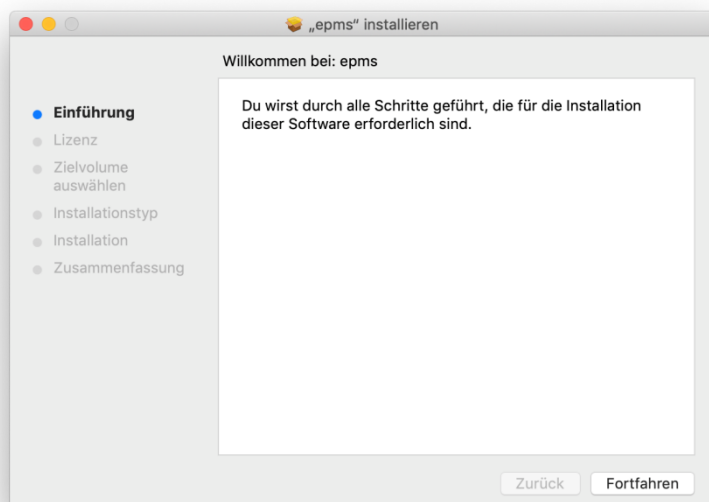 „epms“ installieren
Willkommen bei: epms
Einführung
Lizenz
Zielvolume
auswählen
Installationstyp
Installation
Zusammenfassung
Du wirst durch alle Schritte geführt, die für die Installation
dieser Software erforderlich sind.
Zurück
Fortfahren